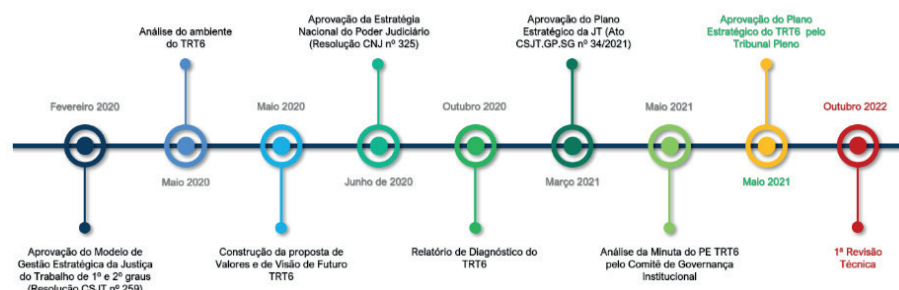 Fevereiro 2020
Aprovação do Modelo de
Gestão Estratégica da Justiça
do Trabalho de 1º e 2º graus
(Resolução CSJT nº 259)
Análise do ambiente
do TRT6
Maio 2020
Maio 2020
Construção da proposta de
Valores e de Visão de Futuro
TRT6
Aprovação da Estratégia
Nacional do Poder Judiciário
(Resolução CNJ nº 325)
Junho de 2020
Outubro 2020
Relatório de Diagnóstico do
TRT6
Aprovação do Plano
Estratégico da JT (Ato
CSJT.GP.SG nº 34/2021)
Março 2021
Maio 2021
Análise da Minuta do PE TRT6
pelo Comitê de Governança
Institucional
Aprovação do Plano
Estratégico do TRT6 pelo
Tribunal Pleno
Maio 2021
Outubro 2022
1ª Revisão
Técnica